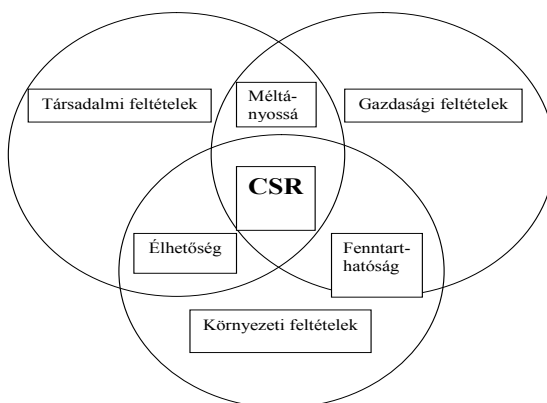 Társadalmi feltételek
Méltá-
nyossá
Gazdasági feltételek
CSR
Élhetőség
Fenntart-
hatóság
Környezeti feltételek